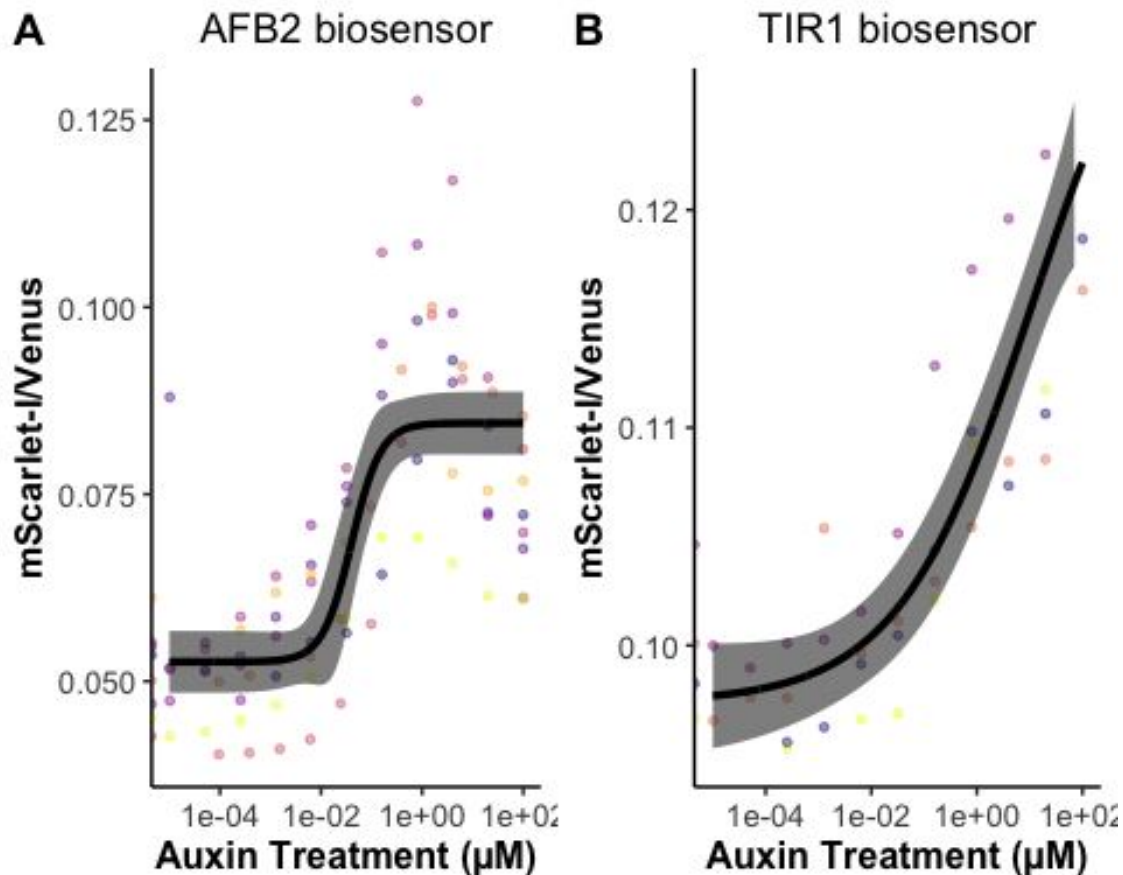 A
AFB2 biosensor
mScarlet-I/Venus
0.125
0.100
0.075
0.050
1e-04 1e-02 1e+00 1e+02
Auxin Treatment (µM)
B
TIR1 biosensor
mScarlet-I/Venus
0.12
0.11
0.10
1e-04 1e-02 1e+00 1e+02
Auxin Treatment (µM)